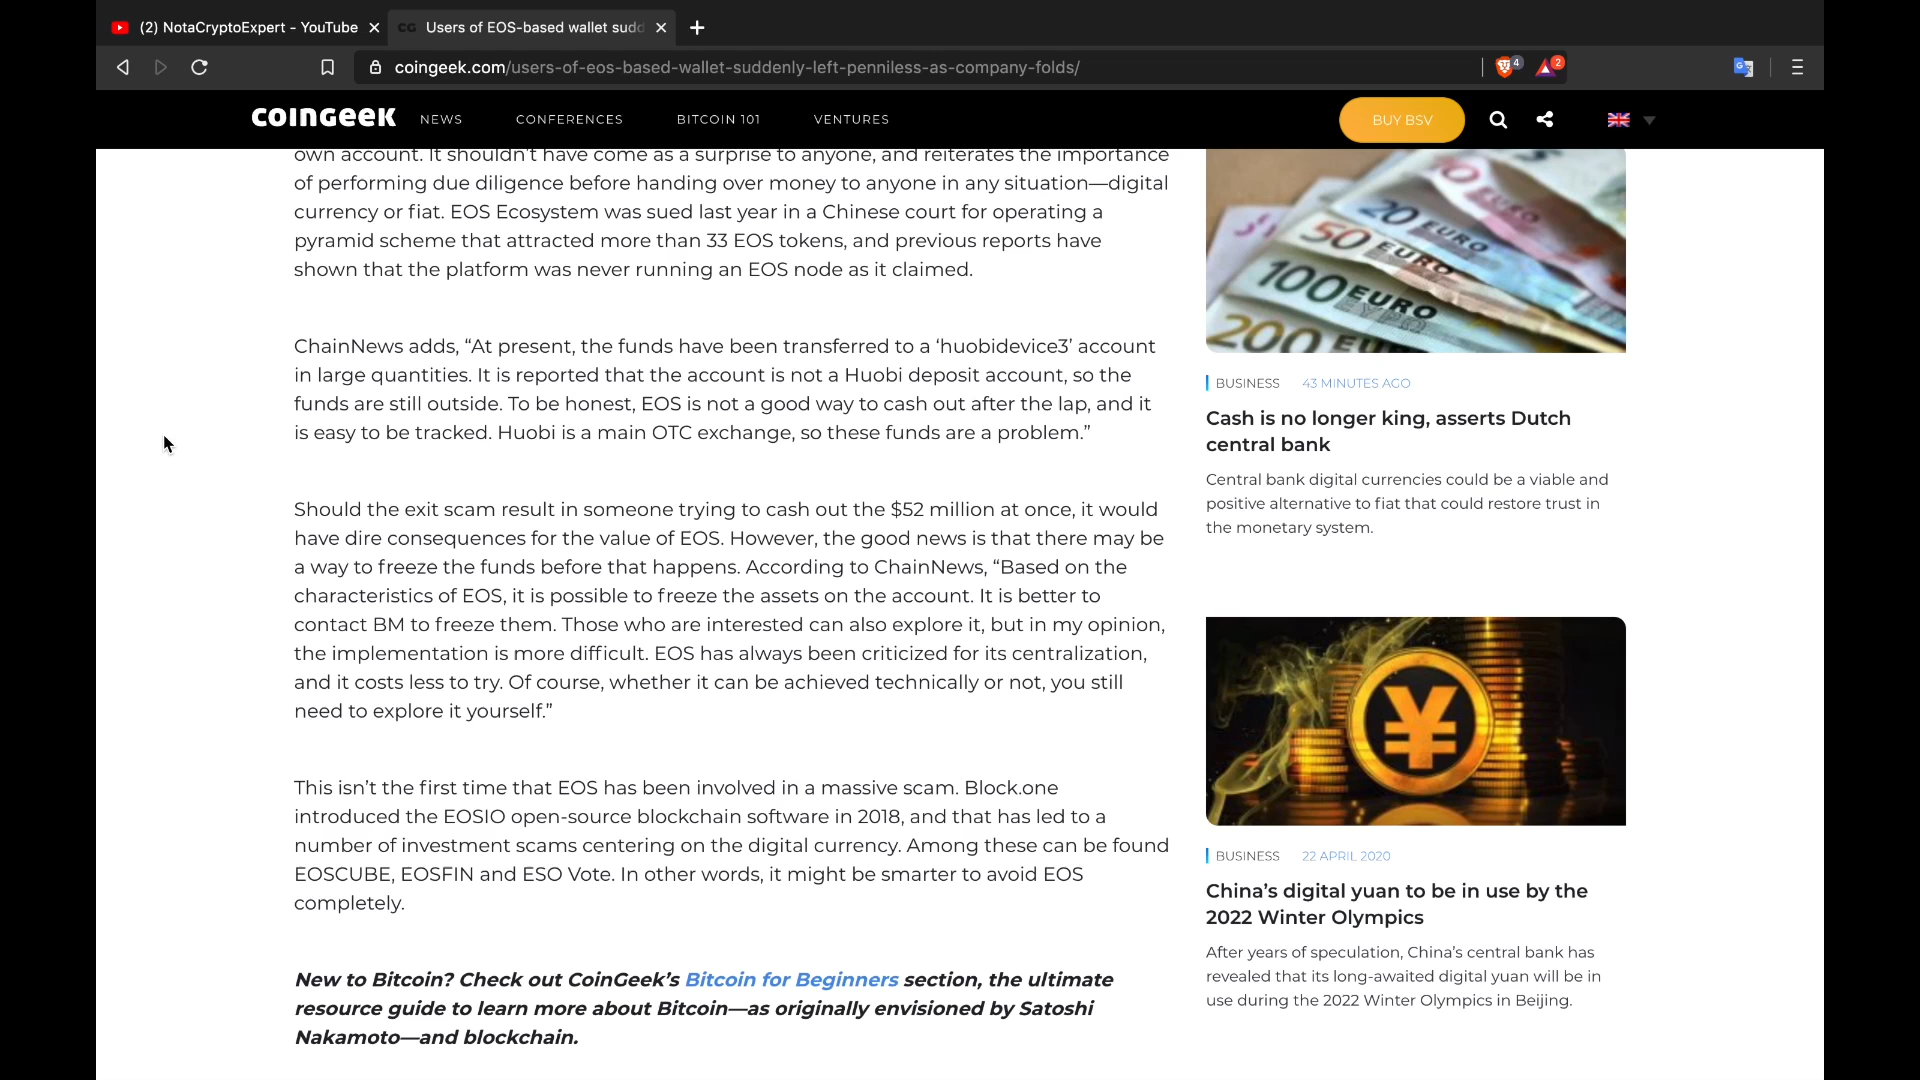 (2) NotaCryptoExpert - YouTube
Users of EOS-based wallet sudd
coingeek.com/users-of-eos-based-wallet-suddenly-left-penniless-as-company-folds/
4
2
COINGEEK
NEWS
CONFERENCES
BITCOIN 101
VENTURES
BUY BSV
own account. It shouldn't have come as a surprise to anyone, and reiterates the importance
of performing due diligence before handing over money to anyone in any situation—digital
currency or fiat. EOS Ecosystem was sued last year in a Chinese court for operating a
pyramid scheme that attracted more than 33 EOS tokens, and previous reports have
shown that the platform was never running an EOS node as it claimed.
ChainNews adds, “At present, the funds have been transferred to a ‘huobidevice3’ account
in large quantities. It is reported that the account is not a Huobi deposit account, so the
funds are still outside. To be honest, EOS is not a good way to cash out after the lap, and it
is easy to be tracked. Huobi is a main OTC exchange, so these funds are a problem.”
Should the exit scam result in someone trying to cash out the $52 million at once, it would
have dire consequences for the value of EOS. However, the good news is that there may be
a way to freeze the funds before that happens. According to ChainNews, “Based on the
characteristics of EOS, it is possible to freeze the assets on the account. It is better to
contact BM to freeze them. Those who are interested can also explore it, but in my opinion,
the implementation is more difficult. EOS has always been criticized for its centralization,
and it costs less to try. Of course, whether it can be achieved technically or not, you still
need to explore it yourself.”
This isn’t the first time that EOS has been involved in a massive scam. Block.one
introduced the EOSIO open-source blockchain software in 2018, and that has led to a
number of investment scams centering on the digital currency. Among these can be found
EOSCUBE, EOSFIN and ESO Vote. In other words, it might be smarter to avoid EOS
completely.
New to Bitcoin? Check out CoinGeek’s Bitcoin for Beginners section, the ultimate
resource guide to learn more about Bitcoin—as originally envisioned by Satoshi
Nakamoto—and blockchain.
20 EURO
50 EURO
100 EURO
200 EU
BUSINESS 43 MINUTES AGO
Cash is no longer king, asserts Dutch
central bank
Central bank digital currencies could be a viable and
positive alternative to fiat that could restore trust in
the monetary system.
¥
BUSINESS 22 APRIL 2020
China’s digital yuan to be in use by the
2022 Winter Olympics
After years of speculation, China’s central bank has
revealed that its long-awaited digital yuan will be in
use during the 2022 Winter Olympics in Beijing.